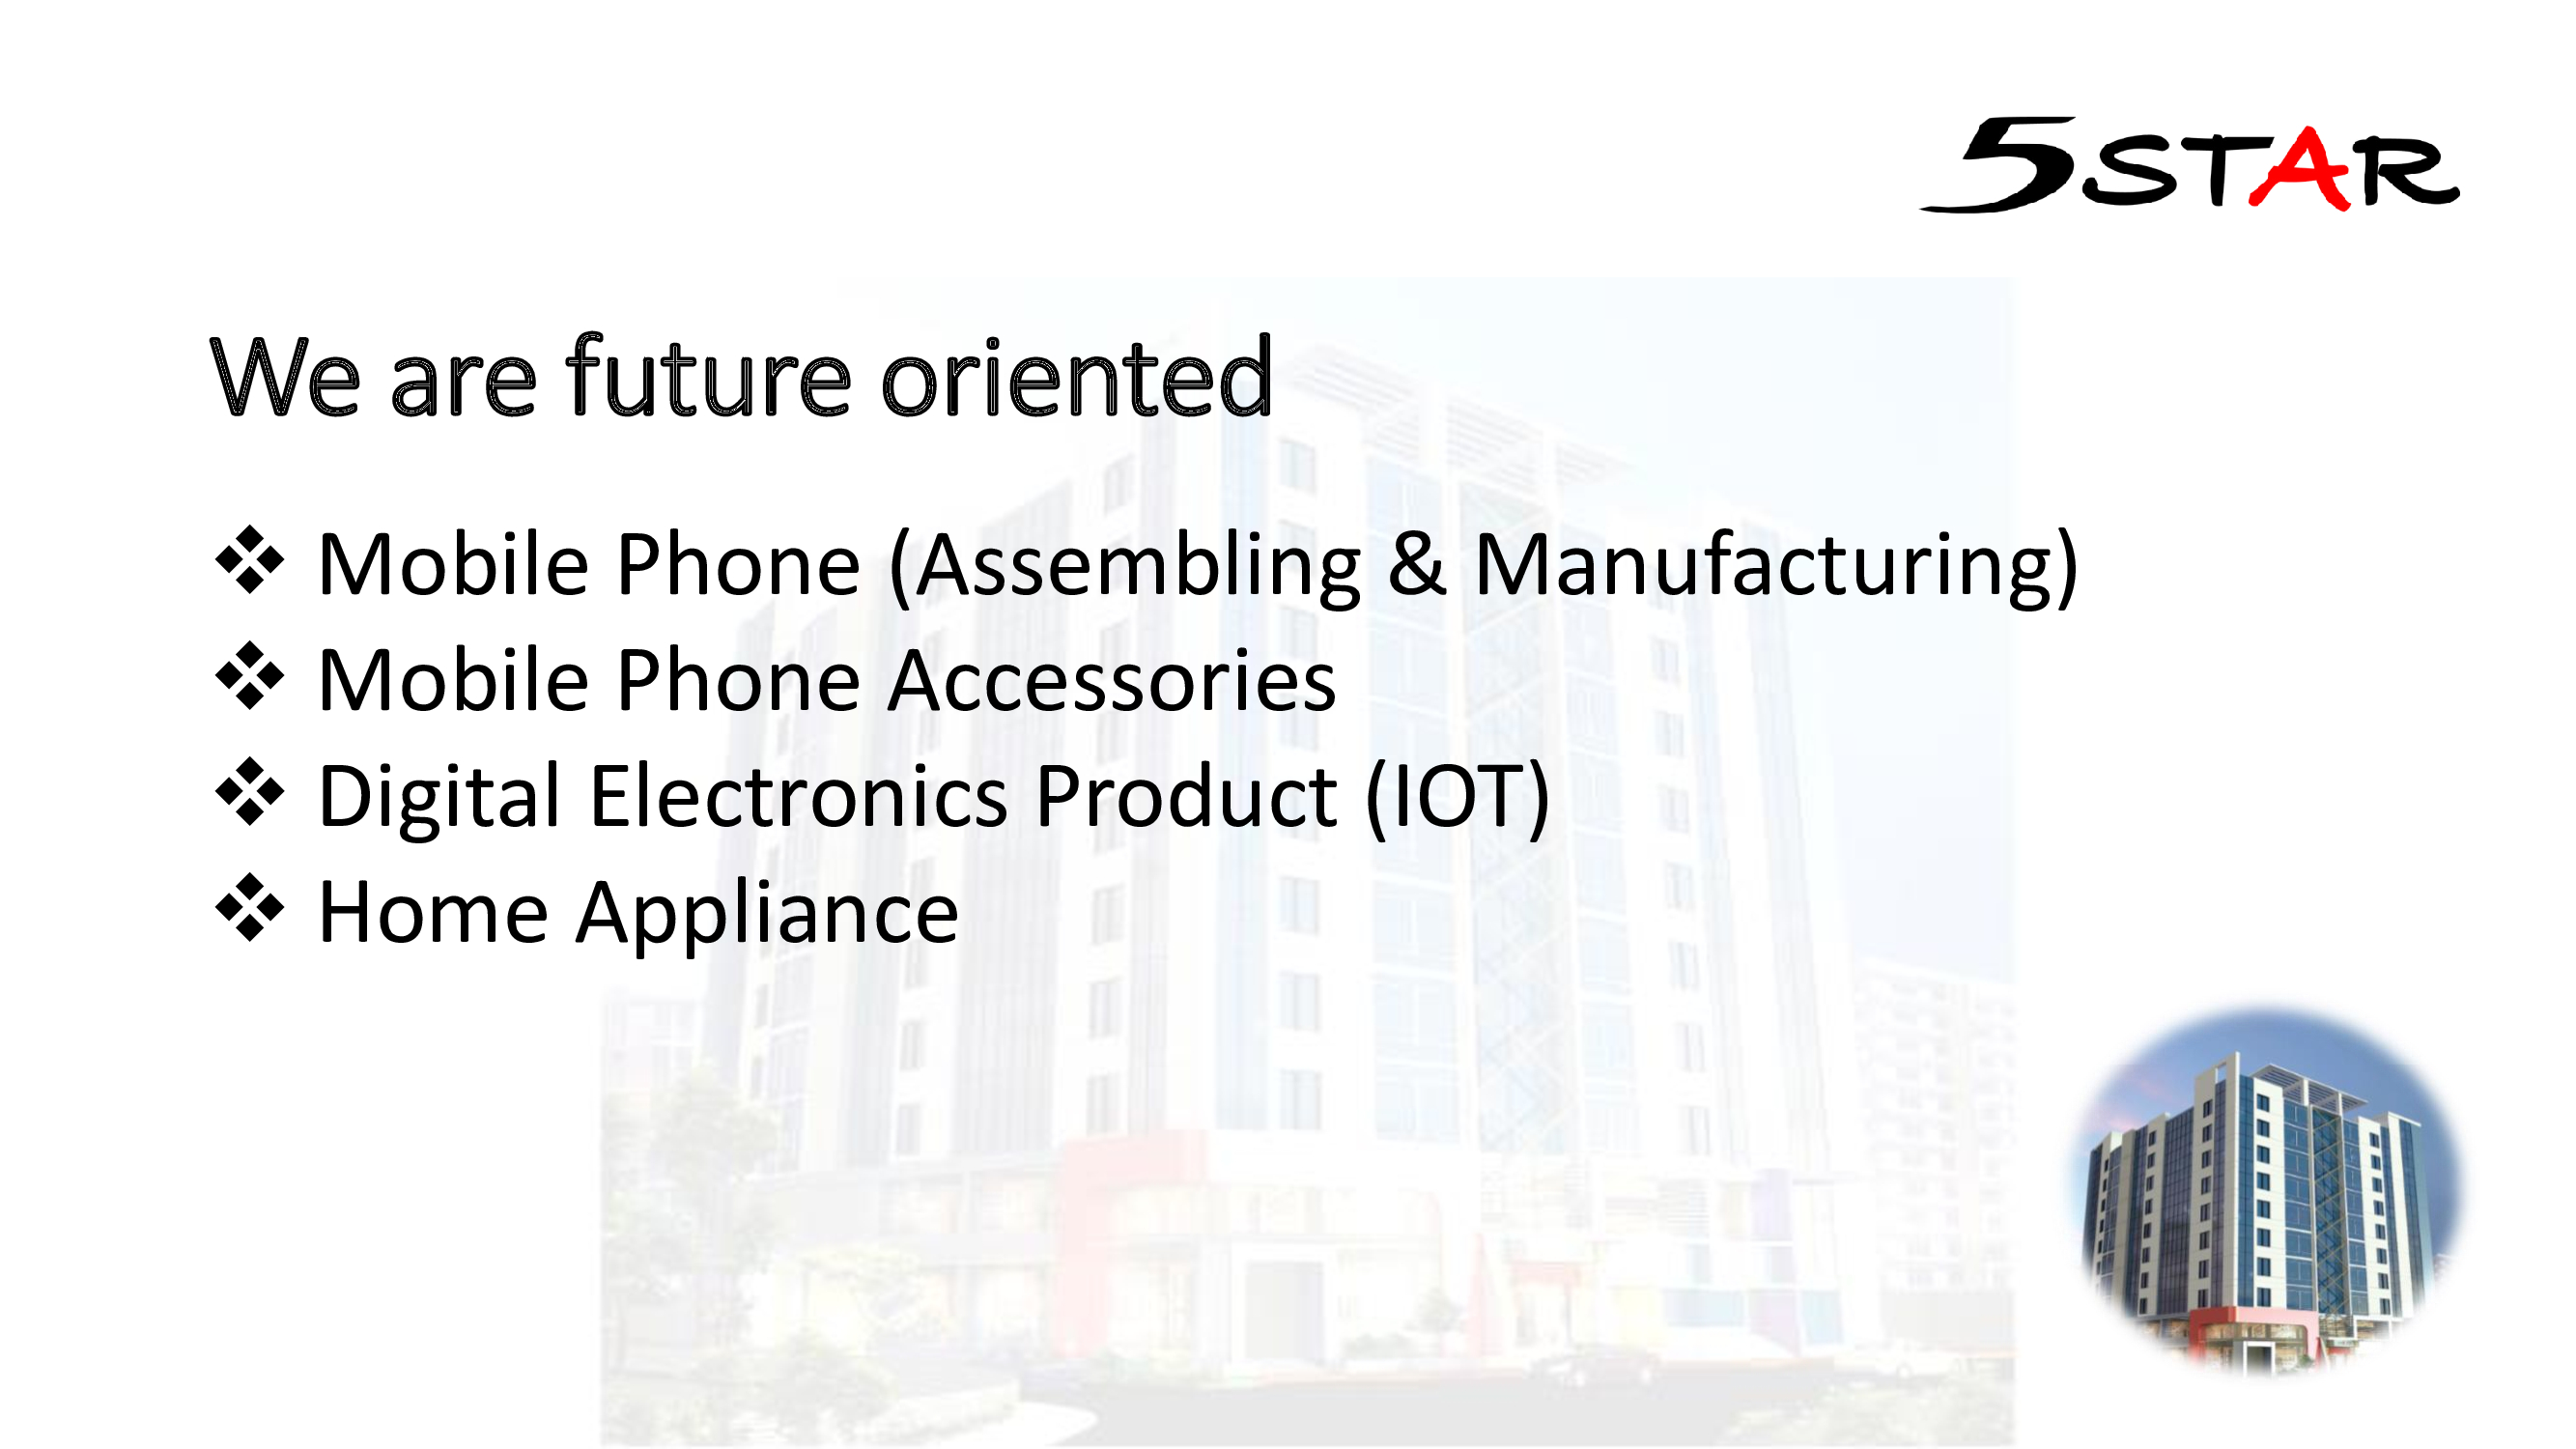 5STAR
We are future oriented
❖ Mobile Phone (Assembling & Manufacturing)
❖ Mobile Phone Accessories
❖ Digital Electronics Product (IOT)
❖ Home Appliance